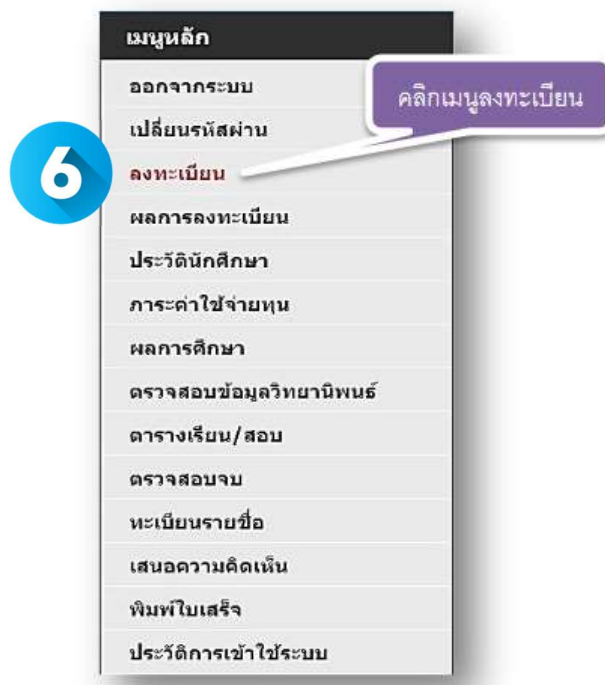 เมนูหลัก
ออกจากระบบ
คลิกเมนูลงทะเบียน
เปลี่ยนรหัสผ่าน
6
ลงทะเบียน
ผลการลงทะเบียน
ประวัตินักศึกษา
ภาระค่าใช้จ่ายทุน
ผลการศึกษา
ตรวจสอบข้อมูลวิทยานิพนธ์
ตารางเรียน/สอบ
ตรวจสอบจบ
ทะเบียนรายชื่อ
เสนอความคิดเห็น
พิมพ์ใบเสร็จ
ประวัติการเข้าใช้ระบบ